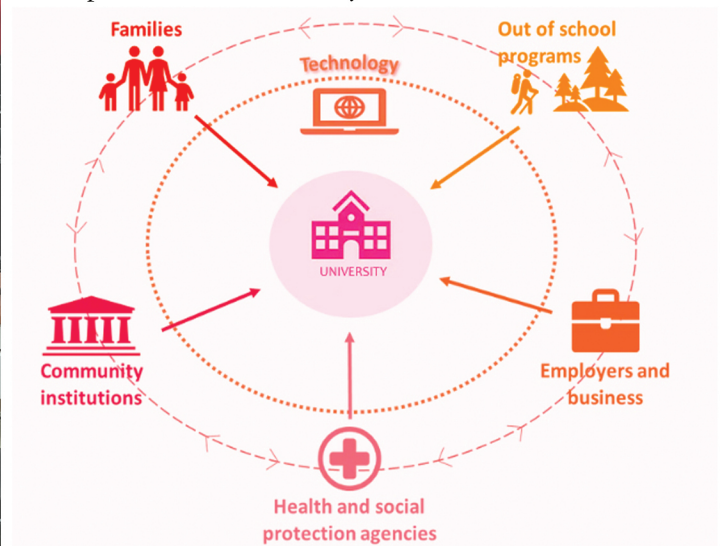 Families
Out of school
programs
Technology
UNIVERSITY
Community
institutions
Employers and
business
Health and social
protection agencies